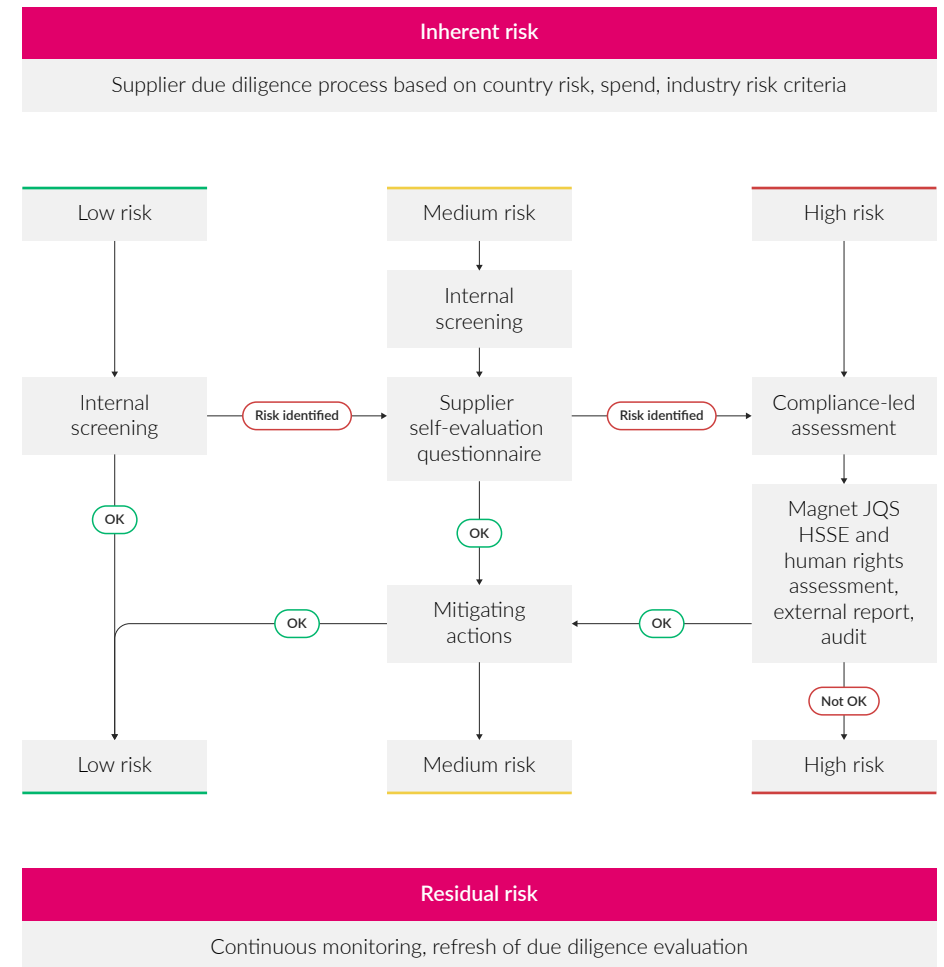 Inherent risk
Supplier due diligence process based on country risk, spend, industry risk criteria
Low risk
Medium risk
High risk
Internal
screening
Internal
screening
Risk identified
Supplier
self-evaluation
questionnaire
Risk identified
Compliance-led
assessment
OK
OK
Magnet JQS
HSSE and
human rights
assessment,
external report,
audit
OK
Mitigating
actions
OK
Not OK
Low risk
Medium risk
High risk
Residual risk
Continuous monitoring, refresh of due diligence evaluation